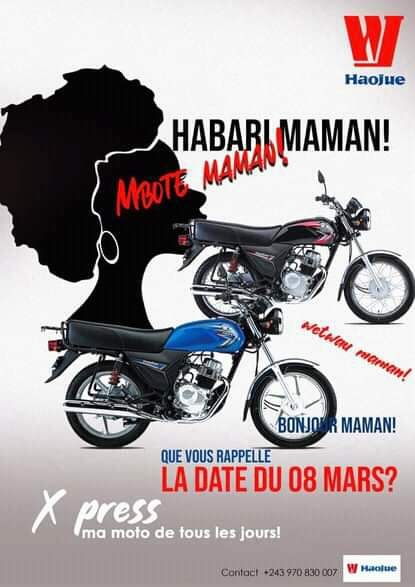 HAOJUE
HABARI MAMAN!
MBOTE MAMAN!
wetwau maman!
BONJOUR MAMAN!
QUE VOUS RAPPELLE
LA DATE DU 08 MARS?
X press
ma moto de tous les jours!
Contact +243 970 830 007
HAOJUE